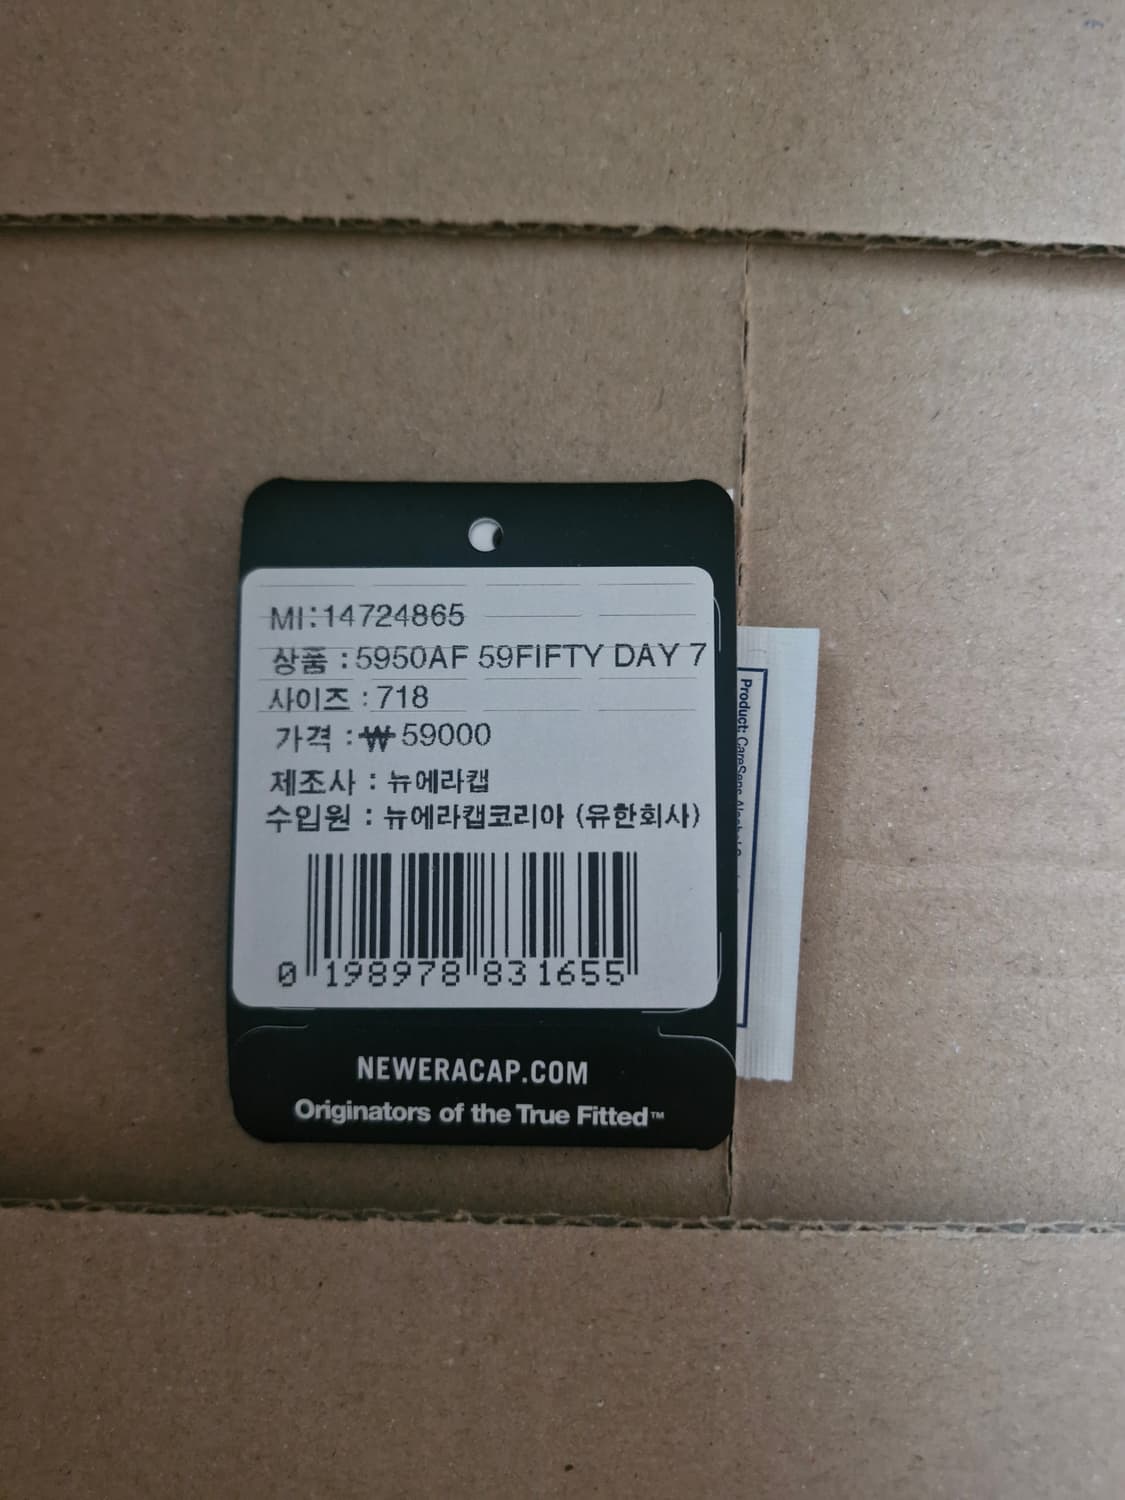 MI:14724865
상품 :5950AF 59FIFTY DAY 7
사이즈 :718
가격 :₩59000
제조사 : 뉴에라캡
수입원 : 뉴에라캡코리아 (유한회사)
0 198978 831655
NEWERACAP.COM
Originators of the True Fitted™
Product: CareSens Alcohol